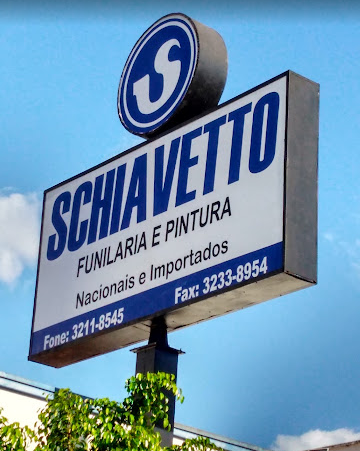 S
SCHIAVETTO
FUNILARIA E PINTURA
Nacionais e Importados
Fone: 3211-8545 Fax: 3233-8954